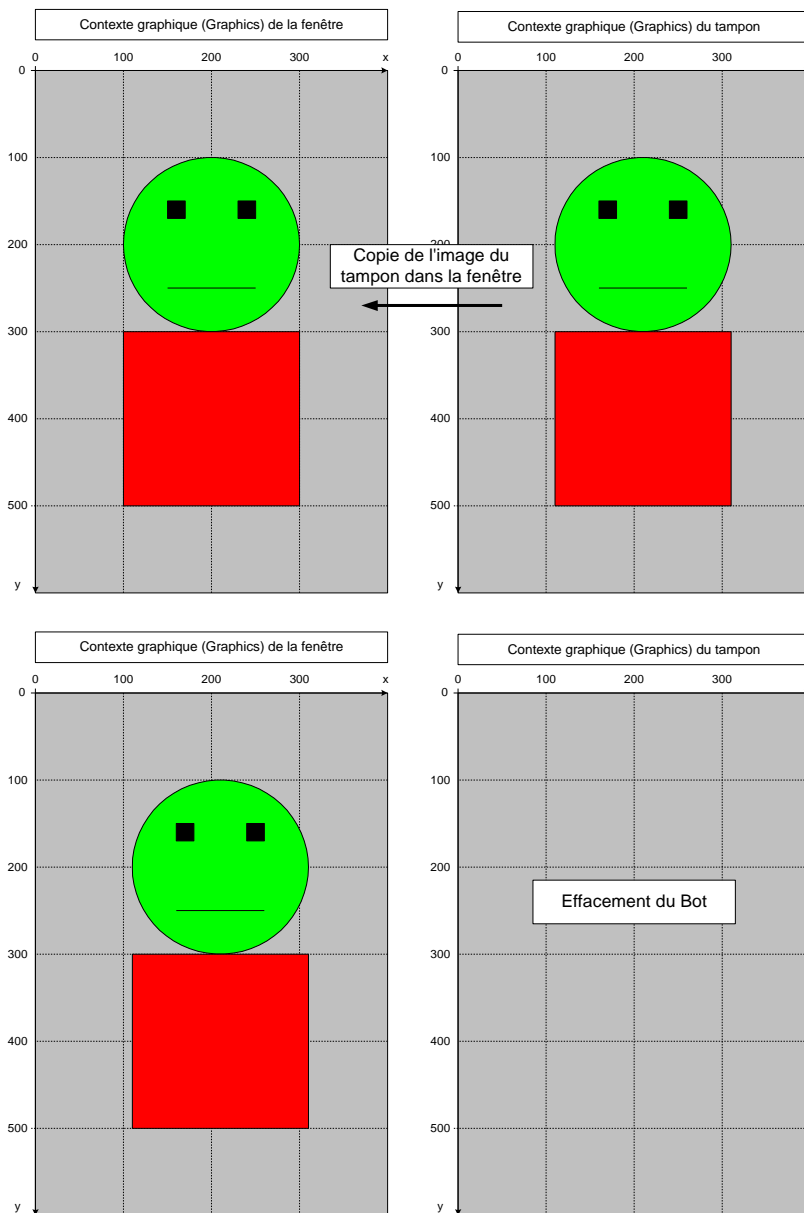 Contexte graphique (Graphics) de la fenêtre
Contexte graphique (Graphics) du tampon
0 100 200 300 x
0 100 200 300
0
100
200
300
400
500
y
0
100
200
300
400
500
y
Copie de l'image du
tampon dans la fenêtre
Contexte graphique (Graphics) de la fenêtre
Contexte graphique (Graphics) du tampon
0 100 200 300 x
0 100 200 300
0
100
200
300
400
500
y
0
100
200
300
400
500
y
Effacement du Bot